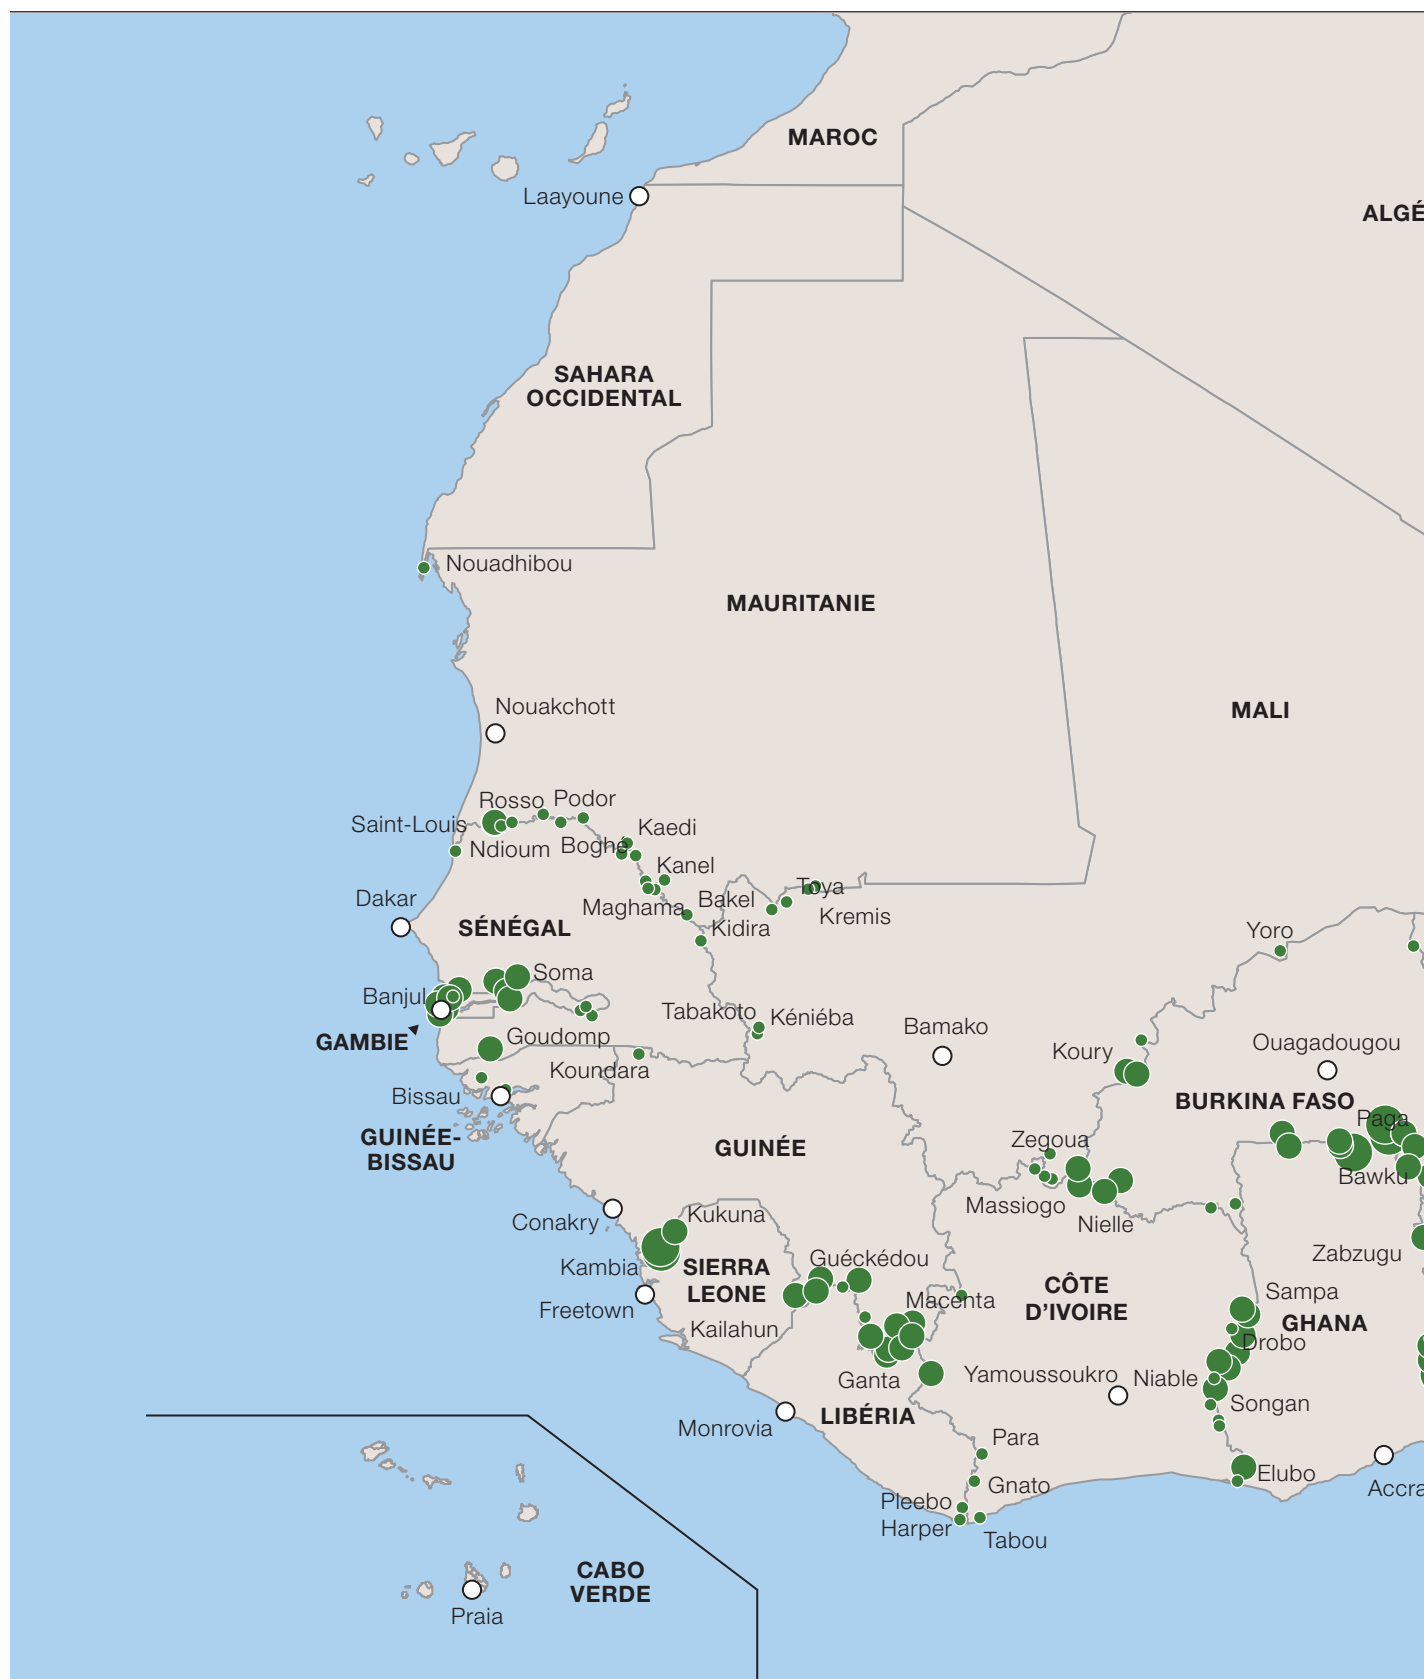 MAROC
Laayoune
ALGÉ
SAHARA
OCCIDENTAL
Nouadhibou
MAURITANIE
Nouakchott
MALI
Rosso
Podor
Saint-Louis
Ndioum
Boghé
Kaedi
Kanel
Toya
Maghama
Bakel
Kremis
Dakar
SÉNÉGAL
Kidira
Yoro
Soma
Banjul
Tabakoto
Kéniéba
Bamako
GAMBIE
Goudomp
Koury
Ouagadougou
Koundara
Bissau
BURKINA FASO
Paga
GUINÉE-
BISSAU
GUINÉE
Zegoua
Bawku
Massiogo
Nielle
Conakry
Kukuna
Zabzugu
Guéckédou
Kambia
SIERRA
LEONE
CÔTE
D'IVOIRE
Sampa
Freetown
Macenta
GHANA
Kailahun
Drobo
Ganta
Yamoussoukro
Niable
Songan
LIBÉRIA
Monrovia
Para
Elubo
Gnato
Accra
Pleebo
Harper
Tabou
CABO
VERDE
Praia